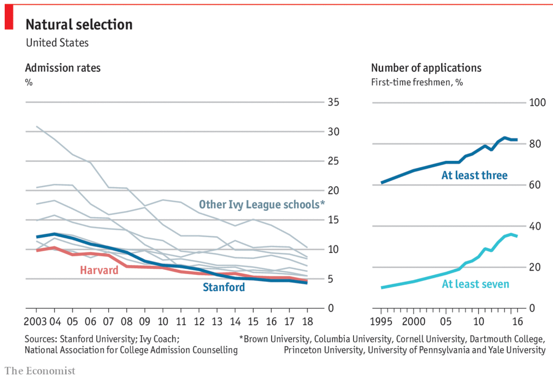 Natural selection
United States
Admission rates
%
35
30
25
20
15
10
5
0
Other Ivy League schools*
Harvard
Stanford
2003 04 05 06 07 08 09 10 11 12 13 14 15 16 17 18
Number of applications
First-time freshmen, %
100
80
60
40
20
0
At least three
At least seven
1995 2000 05 10 16
Sources: Stanford University; Ivy Coach;
National Association for College Admission Counselling
*Brown University, Columbia University, Cornell University, Dartmouth College,
Princeton University, University of Pennsylvania and Yale University
The Economist